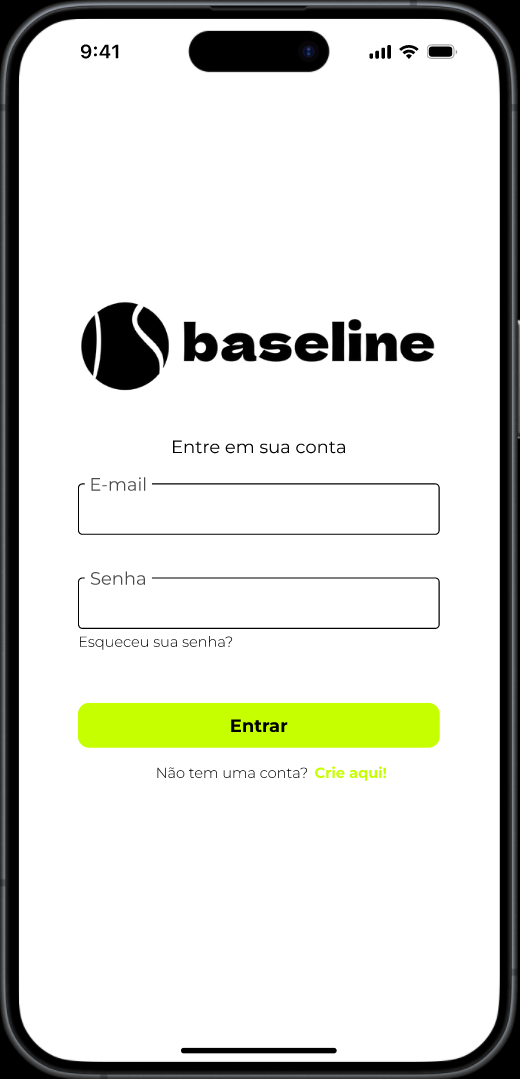 9:41
baseline
Entre em sua conta
E-mail
Senha
Esqueceu sua senha?
Entrar
Não tem uma conta? Crie aqui!